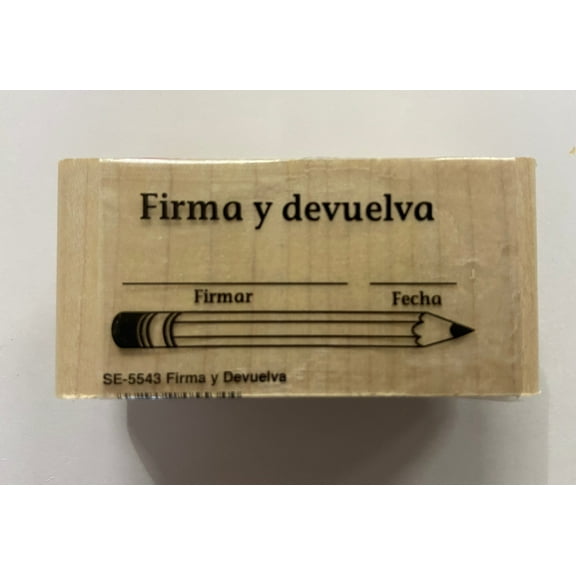 Firma y devuelva
Firmar Fecha
SE-5543 Firma y Devuelva